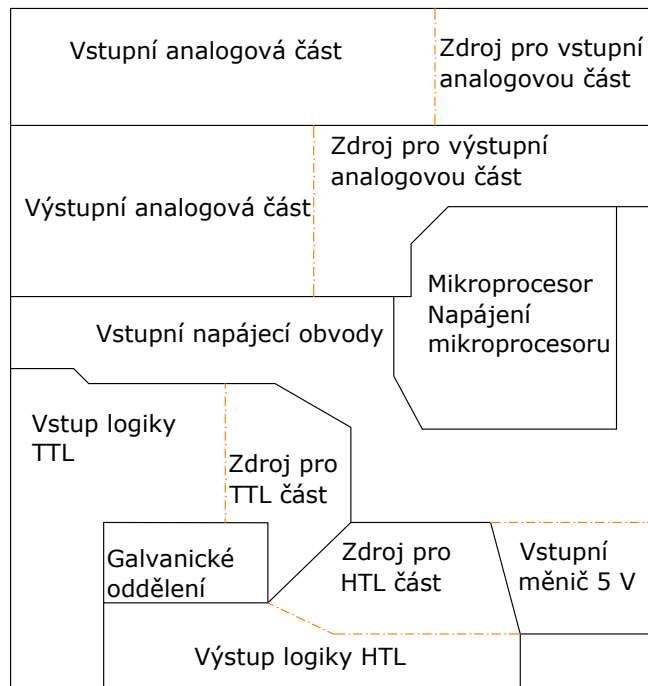 Vstupní analogová část
Zdroj pro vstupní
analogovou část
Zdroj pro výstupní
analogovou část
Výstupní analogová část
Mikroprocesor
Napájení
mikroprocesoru
Vstupní napájecí obvody
Vstup logiky
TTL
Zdroj pro
TTL část
Galvanické
oddělení
Zdroj pro
HTL část
Vstupní
měnič 5 V
Výstup logiky HTL